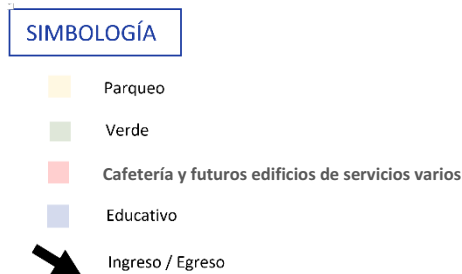 SIMBOLOGÍA
Parqueo
Verde
Cafetería y futuros edificios de servicios varios
Educativo
Ingreso / Egreso